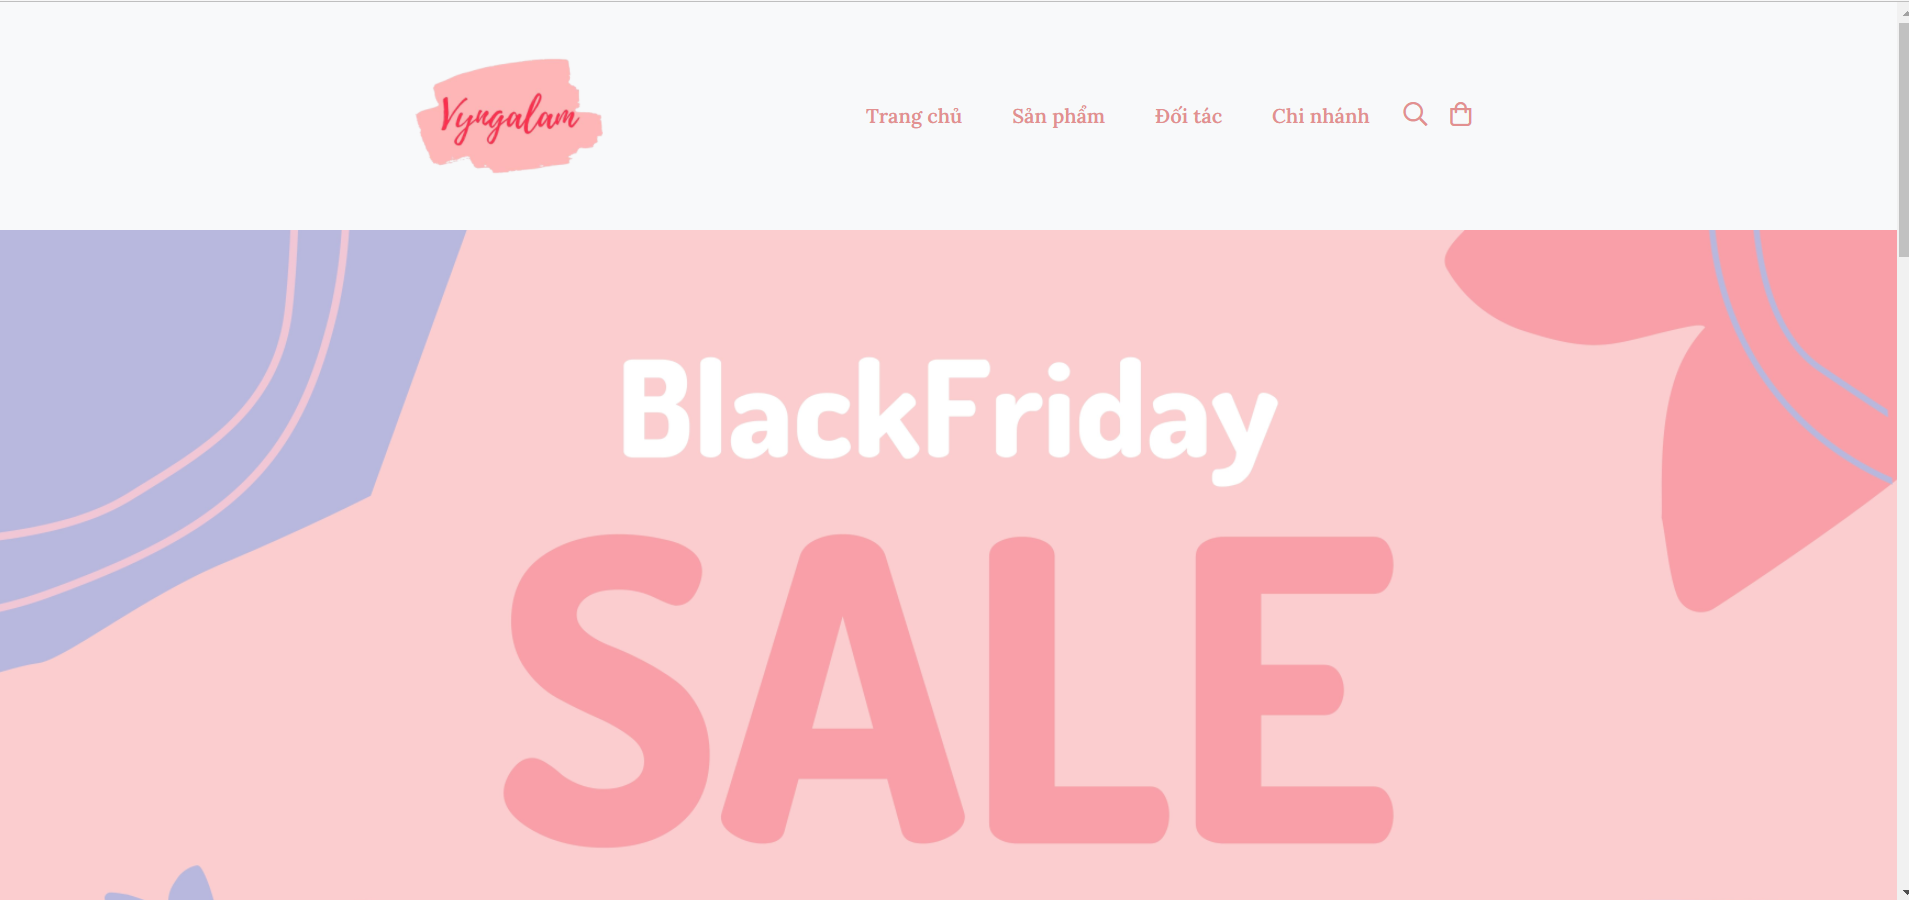 Vyngalam
Trang chủ Sản phẩm Đối tác Chi nhánh
BlackFriday
SALE